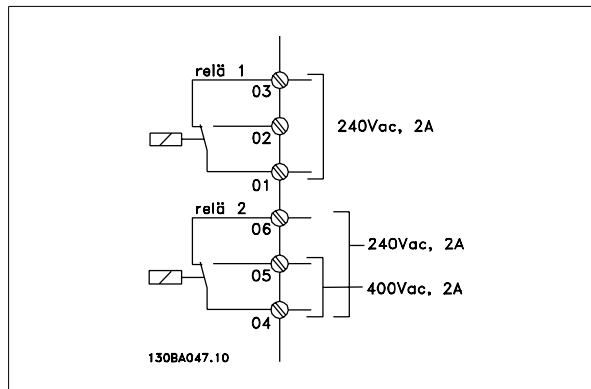 relä 1
03
02
240Vac, 2A
01
relä 2
06
240Vac, 2A
05
400Vac, 2A
04
130BA047.10